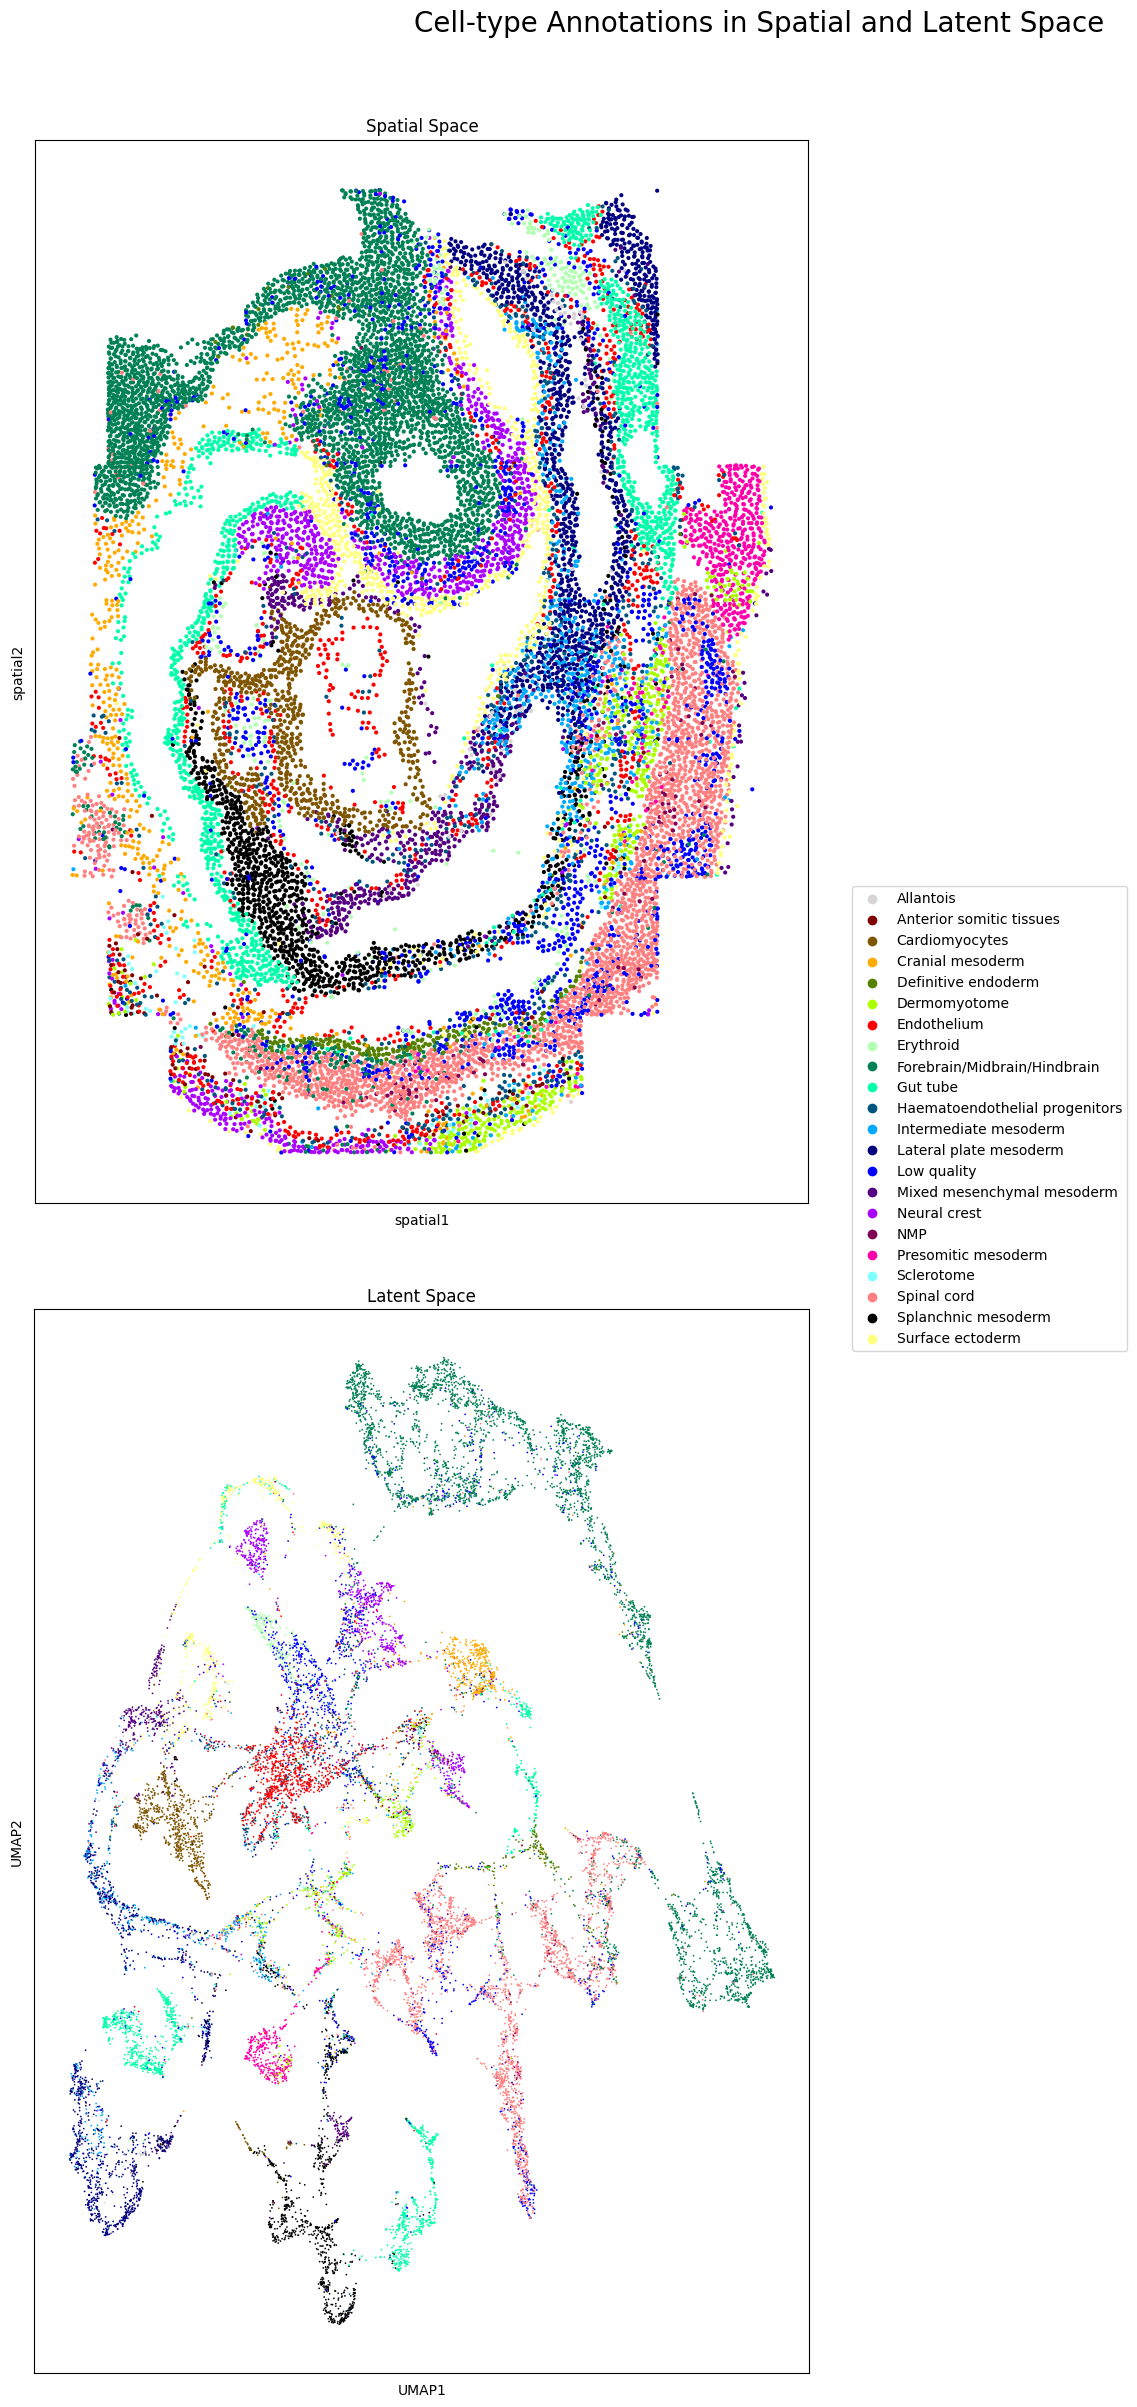 Cell-type Annotations in Spatial and Latent Space
Spatial Space
spatial2
spatial1
Allantois
Anterior somitic tissues
Cardiomyocytes
Cranial mesoderm
Definitive endoderm
Dermomyotome
Endothelium
Erythroid
Forebrain/Midbrain/Hindbrain
Gut tube
Haematoendothelial progenitors
Intermediate mesoderm
Lateral plate mesoderm
Low quality
Mixed mesenchymal mesoderm
Neural crest
NMP
Presomitic mesoderm
Sclerotome
Spinal cord
Splanchnic mesoderm
Surface ectoderm
Latent Space
UMAP2
UMAP1